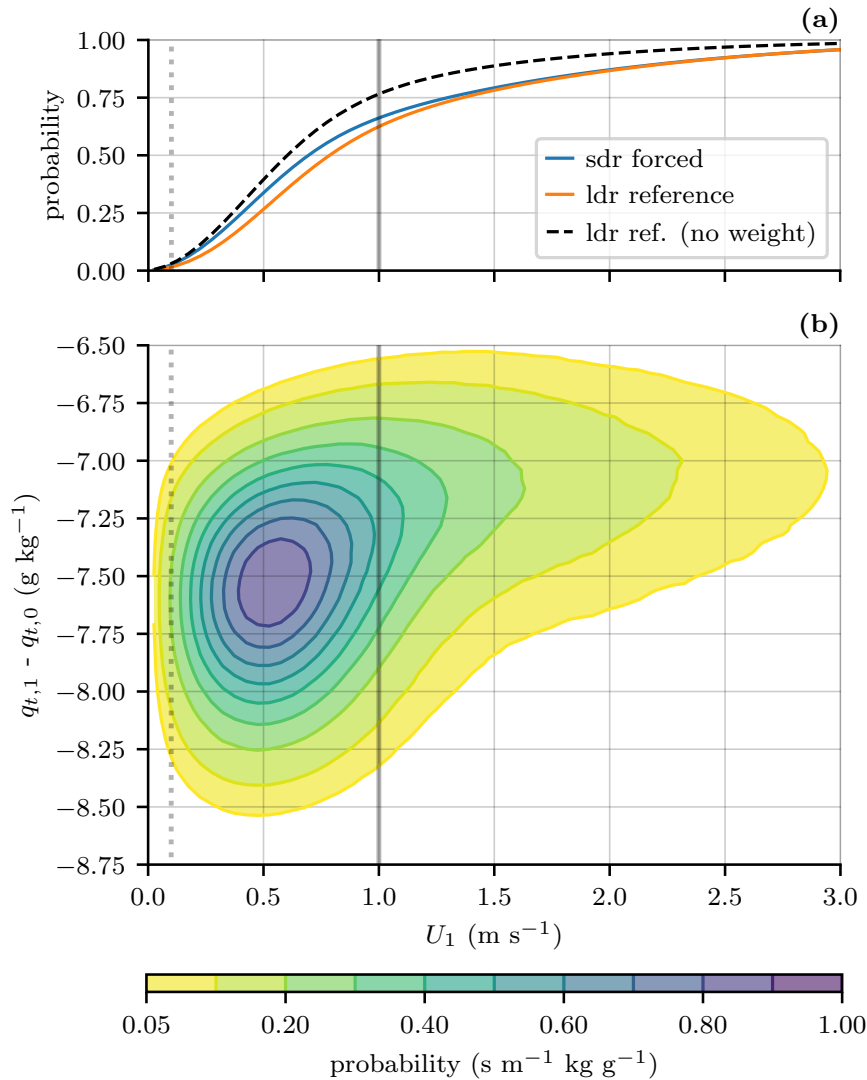 (a)
1.00
0.75
0.50
0.25
0.00
probability
sdr forced
ldr reference
ldr ref. (no weight)
(b)
−6.50
−6.75
−7.00
−7.25
−7.50
−7.75
−8.00
−8.25
−8.50
−8.75
q_{t,1} - q_{t,0} (g kg^{−1})
0.0 0.5 1.0 1.5 2.0 2.5 3.0
U_1 (m s^{−1})
0.05 0.20 0.40 0.60 0.80 1.00
probability (s m^{−1} kg g^{−1})